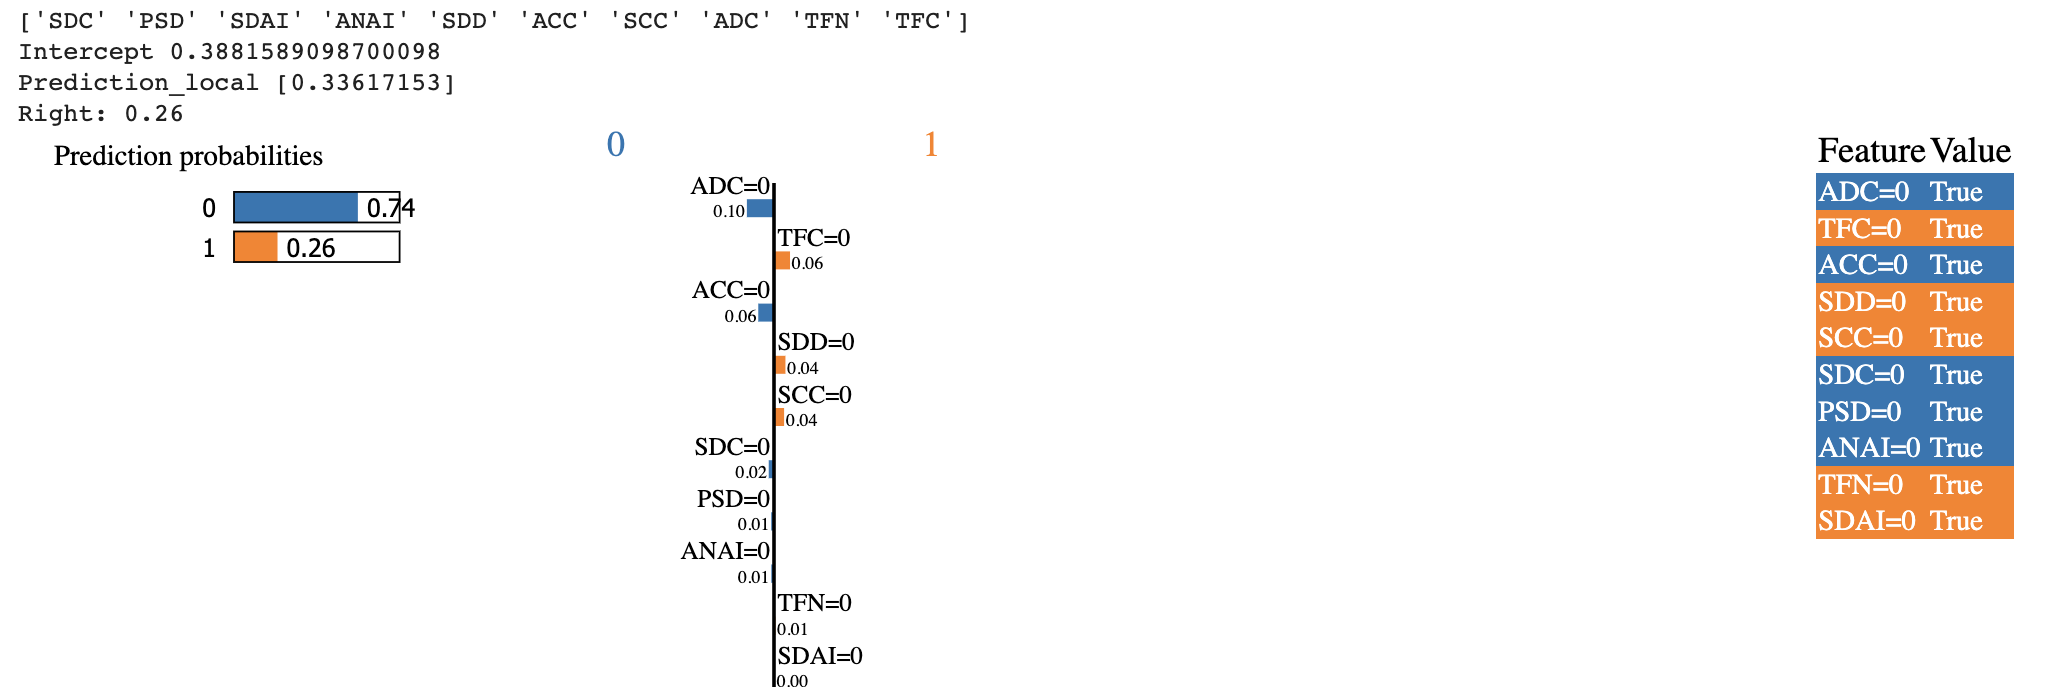 ['SDC' 'PSD' 'SDAI' 'ANAI' 'SDD' 'ACC' 'SCC' 'ADC' 'TFN' 'TFC']
Intercept 0.3881589098700098
Prediction_local [0.33617153]
Right: 0.26
Prediction probabilities
0 0.74
1 0.26
0 1
ADC=0
0.10
TFC=0
0.06
ACC=0
0.06
SDD=0
0.04
SCC=0
0.04
SDC=0
0.02
PSD=0
0.01
ANAI=0
0.01
TFN=0
0.01
SDAI=0
0.00
Feature Value
ADC=0 True
TFC=0 True
ACC=0 True
SDD=0 True
SCC=0 True
SDC=0 True
PSD=0 True
ANAI=0 True
TFN=0 True
SDAI=0 True